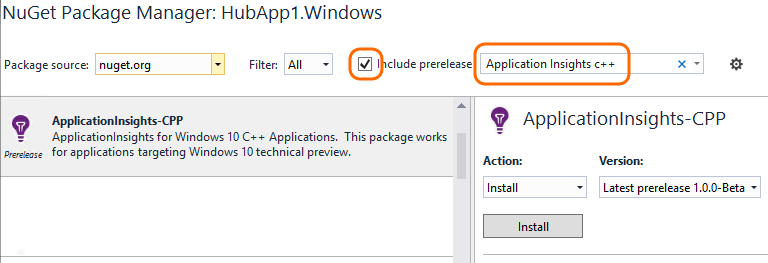 NuGet Package Manager: HubApp1.Windows
Package source: nuget.org Filter: All Include prerelease Application Insights c++
ApplicationInsights-CPP
ApplicationInsights for Windows 10 C++ Applications. This package works
for applications targeting Windows 10 technical preview.
Prerelease
ApplicationInsights-CPP
Action: Version:
Install Latest prerelease 1.0.0-Beta
Install